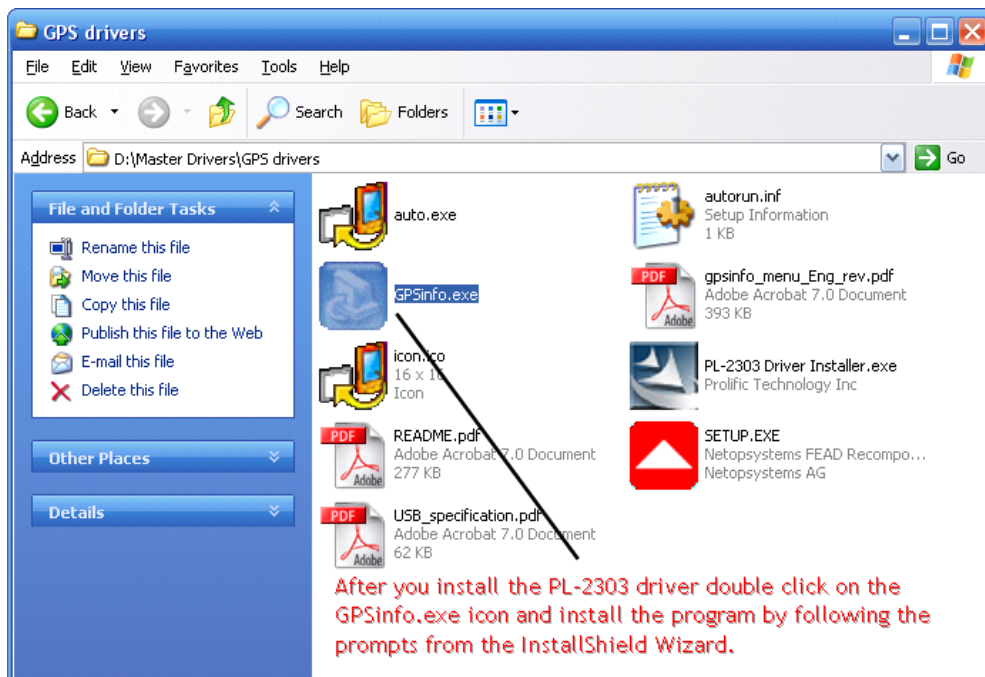 GPS drivers
File Edit View Favorites Tools Help
Back Search Folders
Address D:\Master Drivers\GPS drivers Go
File and Folder Tasks
Rename this file
Move this file
Copy this file
Publish this file to the Web
E-mail this file
Delete this file
Other Places
Details
auto.exe
autorun.inf
Setup Information
1 KB
GPSinfo.exe
PDF
Adobe
gpsinfo_menu_Eng_rev.pdf
Adobe Acrobat 7.0 Document
393 KB
icon.ico
16 x 16
Icon
PL-2303 Driver Installer.exe
Prolific Technology Inc
PDF
Adobe
README.pdf
Adobe Acrobat 7.0 Document
277 KB
SETUP.EXE
Netopsystems FEAD Recompo...
Netopsystems AG
PDF
Adobe
USB_specification.pdf
Adobe Acrobat 7.0 Document
62 KB
After you install the PL-2303 driver double click on the
GPSinfo.exe icon and install the program by following the
prompts from the InstallShield Wizard.